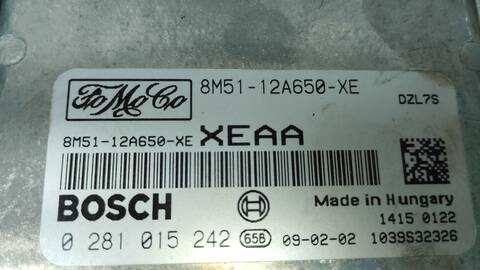 FoMoCo
8M51-12A650-XE
DZL7S
8M51-12A650-XE XEAA
BOSCH
Made in Hungary
1415 0122
0 281 015 242 65B 09-02-02 1039S32326